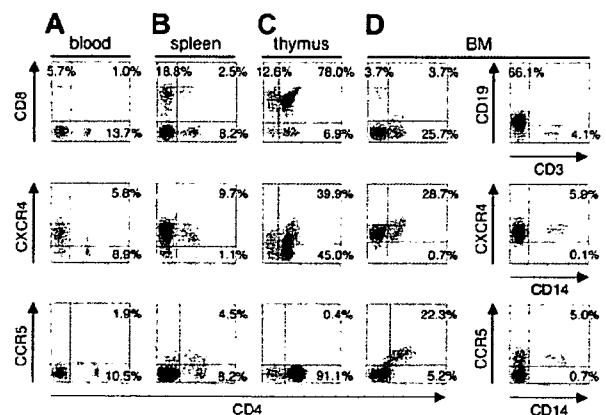 A B C D
blood spleen thymus BM
5.7% 1.0% 18.8% 2.5% 12.6% 78.0% 3.7% 3.7% 66.1%
CD8 CD19
13.7% 8.2% 6.9% 25.7% 4.1%
CD3
5.8% 9.7% 39.9% 28.7% 5.9%
CXCR4 CXCR4
8.9% 1.1% 45.0% 0.7% 0.1%
CD14
1.9% 4.5% 0.4% 22.3% 5.0%
CCR5 CCR5
10.5% 8.2% 91.1% 5.2% 0.7%
CD4 CD14